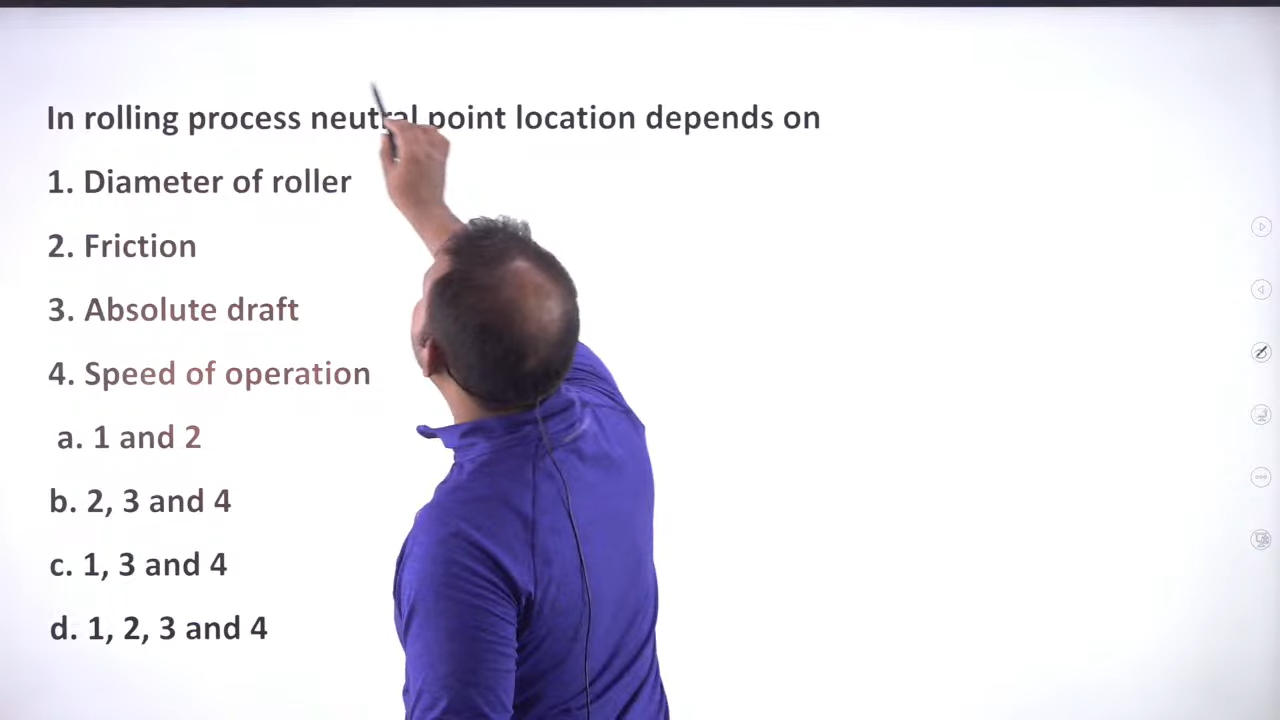 In rolling process neutral point location depends on
1. Diameter of roller
2. Friction
3. Absolute draft
4. Speed of operation
a. 1 and 2
b. 2, 3 and 4
c. 1, 3 and 4
d. 1, 2, 3 and 4